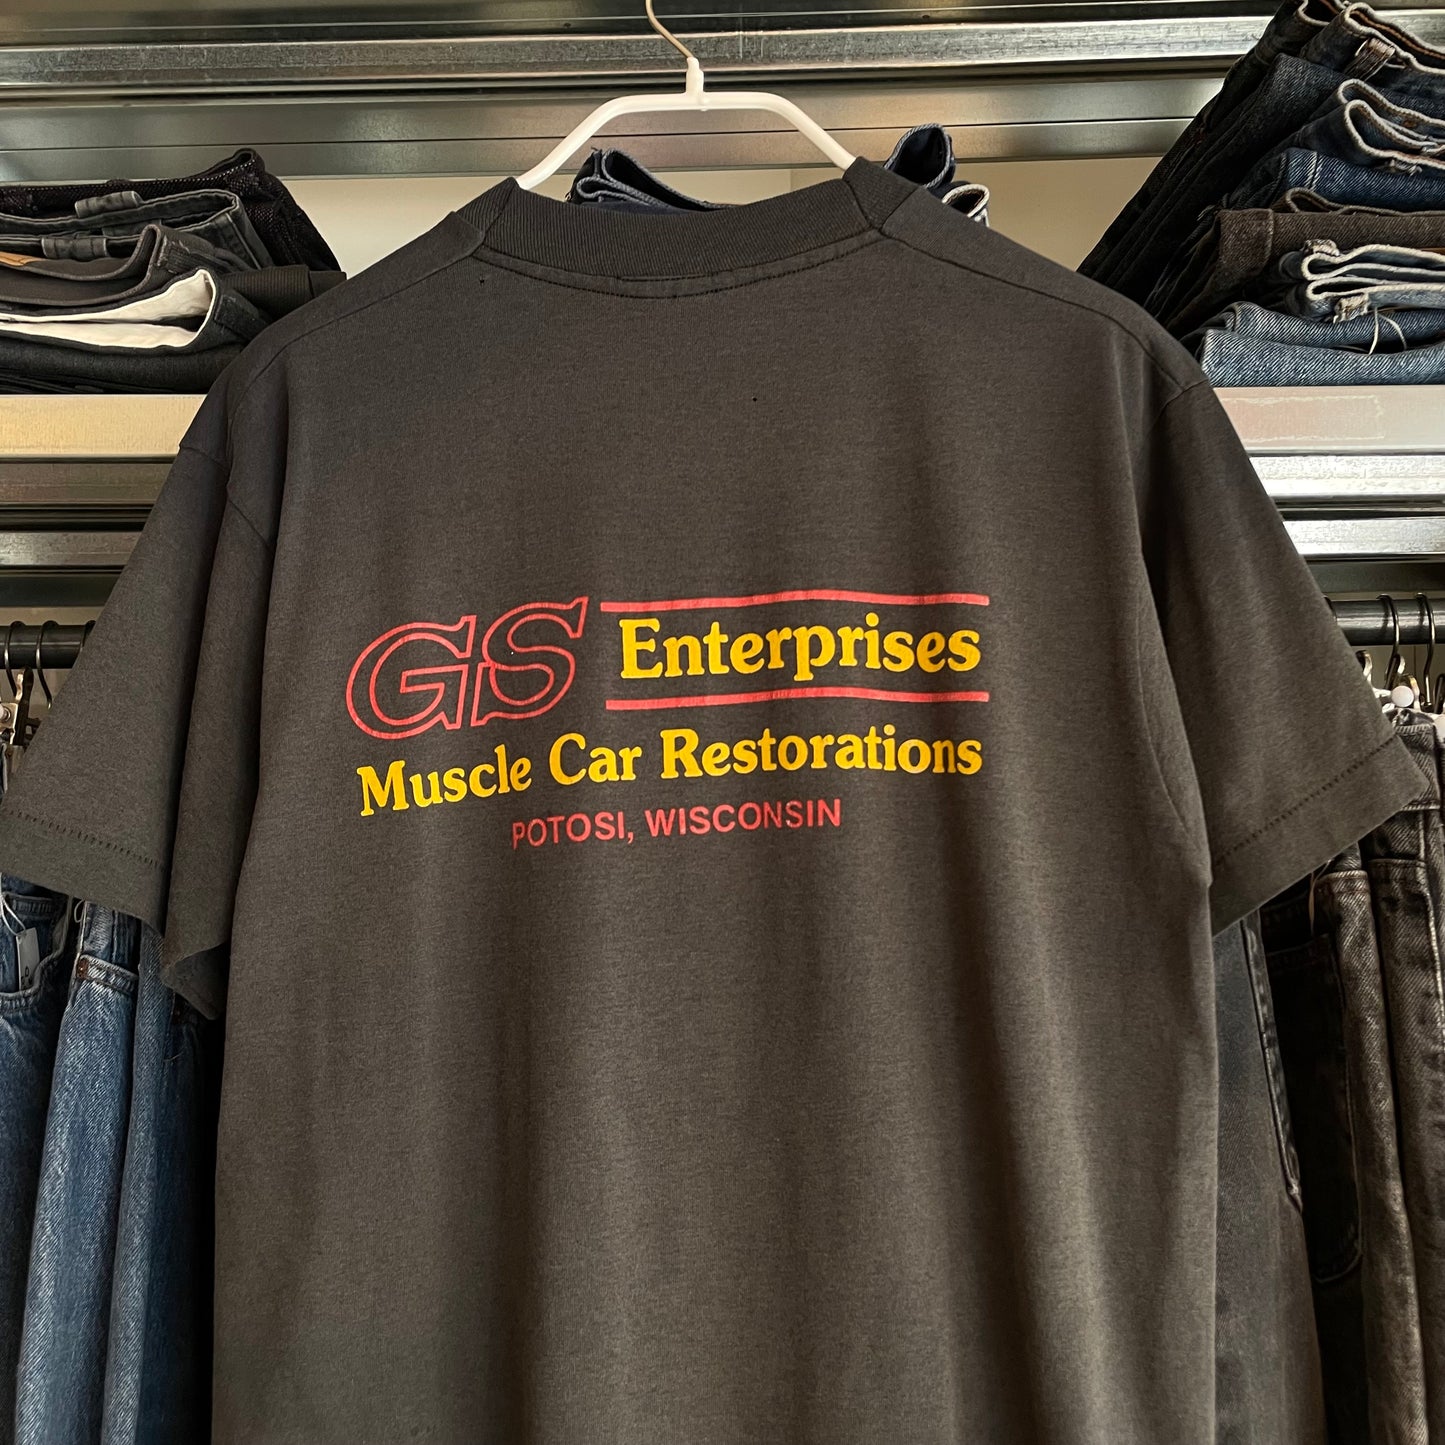 GS Enterprises
Muscle Car Restorations
POTOSI, WISCONSIN